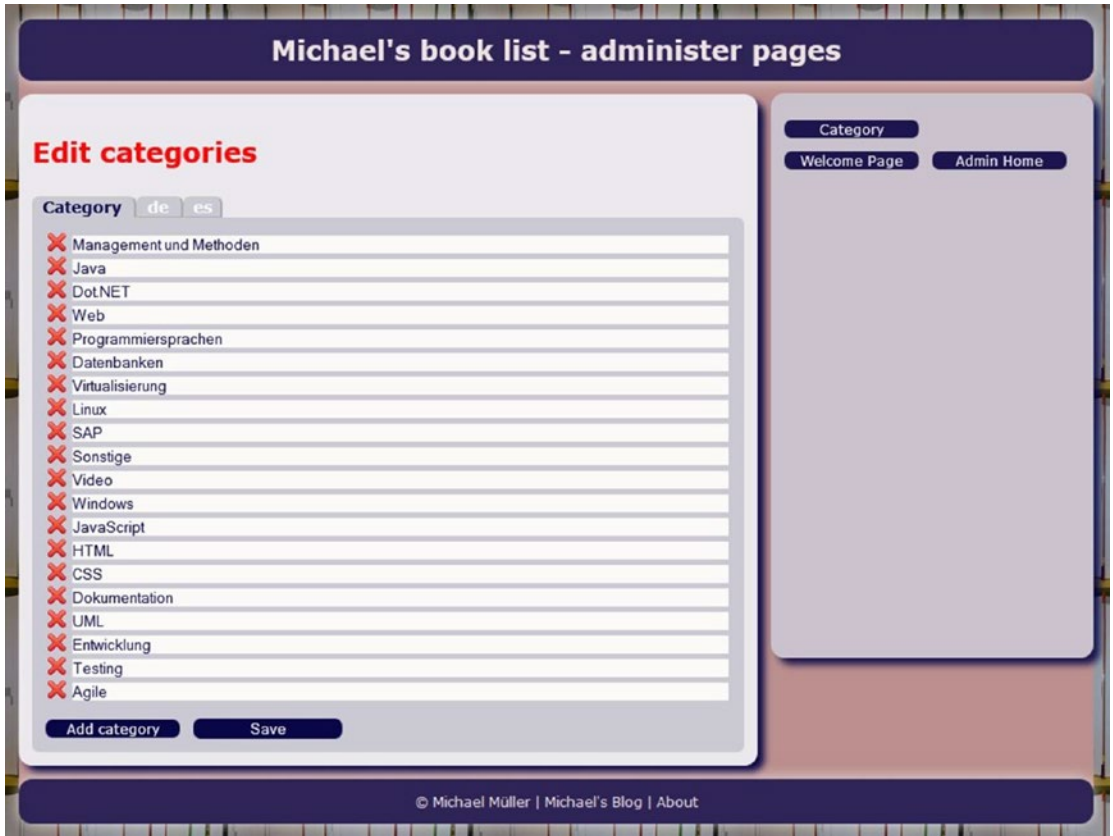 Michael's book list - administer pages
Edit categories
Category de es
Management und Methoden
Java
Dot.NET
Web
Programmiersprachen
Datenbanken
Virtualisierung
Linux
SAP
Sonstige
Video
Windows
JavaScript
HTML
CSS
Dokumentation
UML
Entwicklung
Testing
Agile
Add category Save
Category
Welcome Page Admin Home
© Michael Müller | Michael's Blog | About